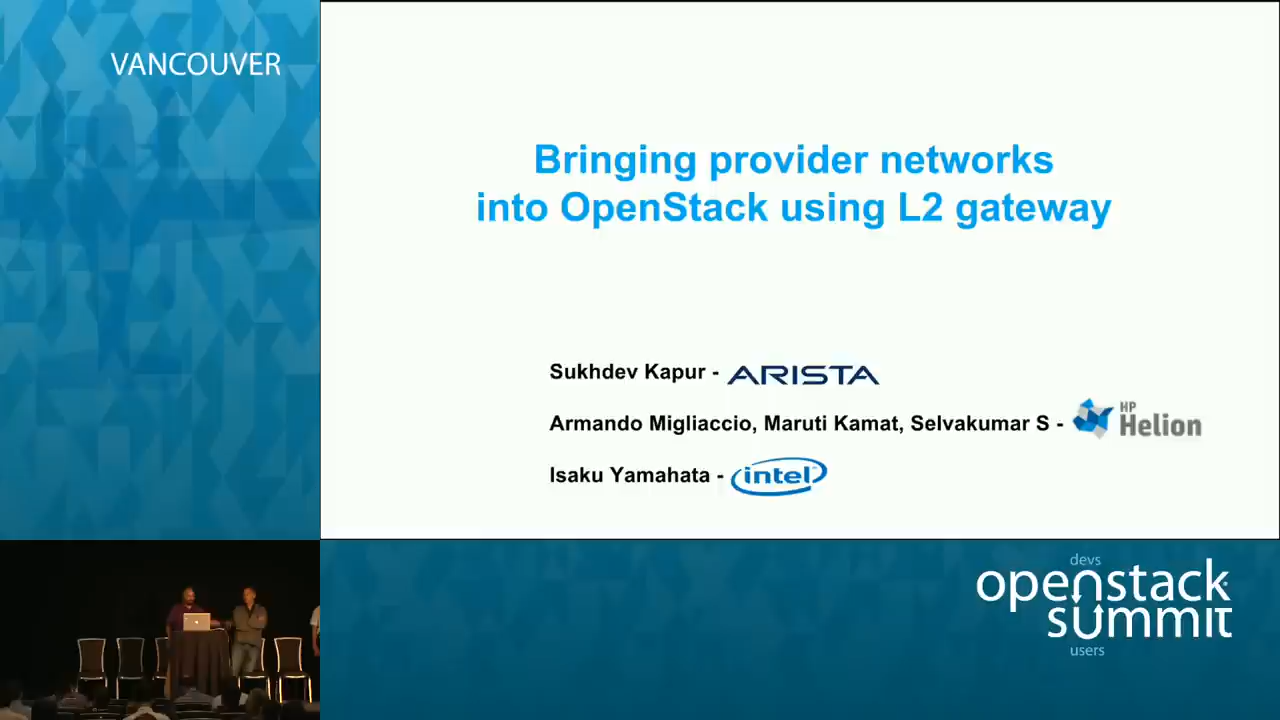 VANCOUVER
Bringing provider networks
into OpenStack using L2 gateway
Sukhdev Kapur - ARISTA
Armando Migliaccio, Maruti Kamat, Selvakumar S - HP Helion
Isaku Yamahata - intel
devs
openstack
summit
users